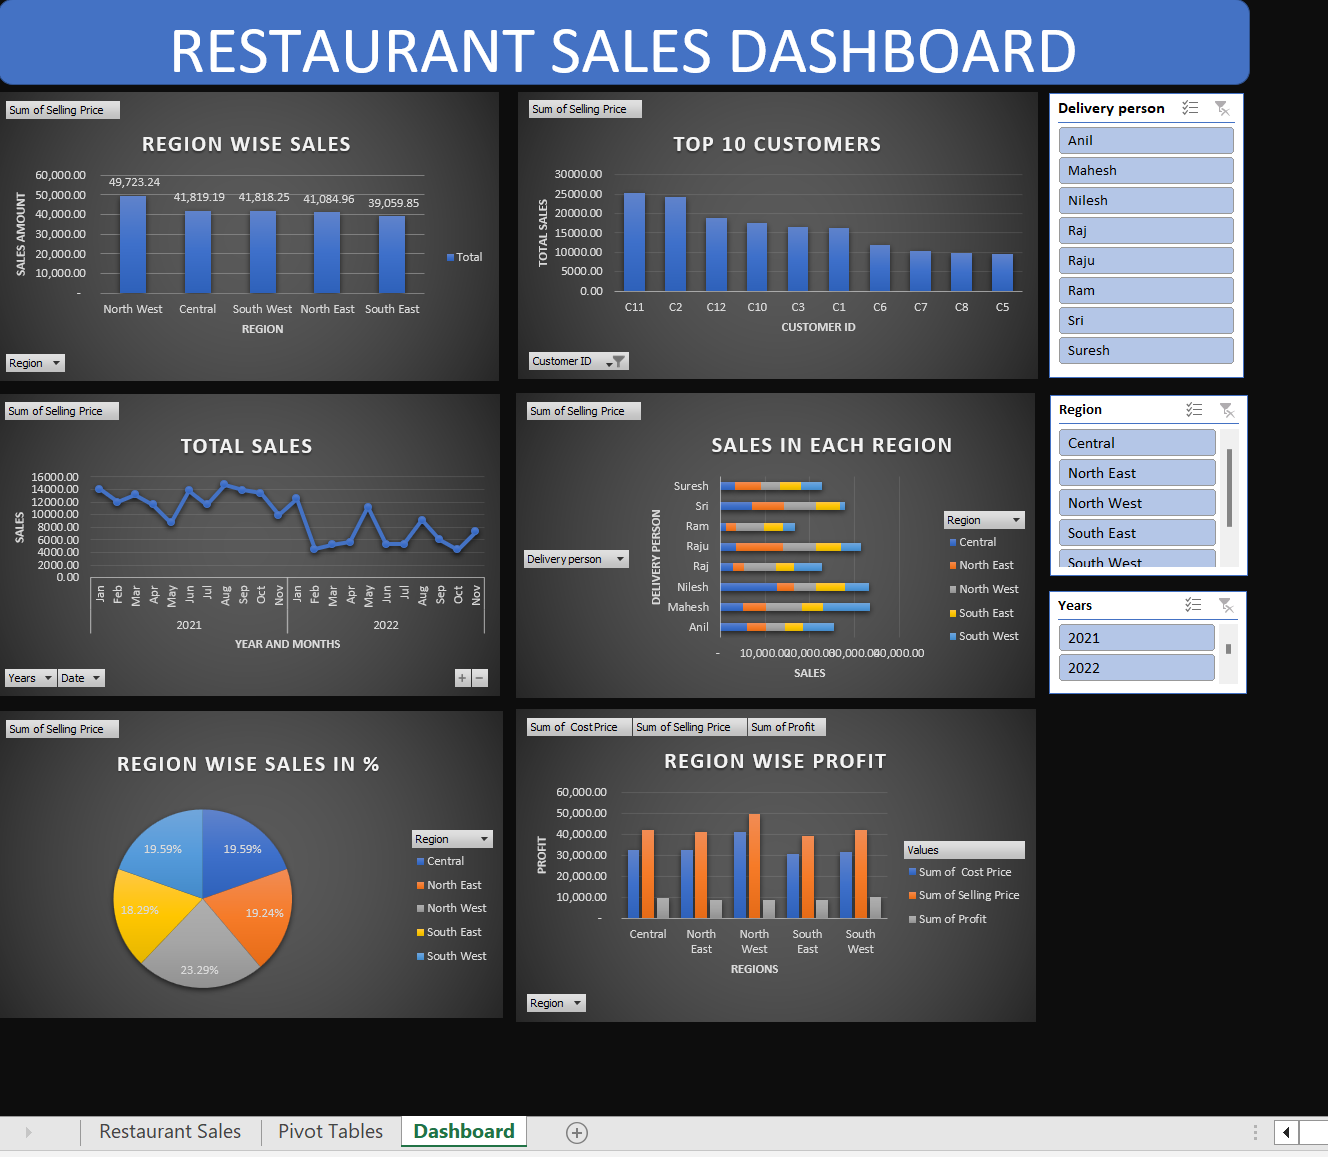 RESTAURANT SALES DASHBOARD
Sum of Selling Price
REGION WISE SALES
SALES AMOUNT
60,000.00
50,000.00
40,000.00
30,000.00
20,000.00
10,000.00
-
49,723.24
41,819.19
41,818.25
41,084.96
39,059.85
North West
Central
South West
North East
South East
REGION
Total
Region
Sum of Selling Price
TOP 10 CUSTOMERS
TOTAL SALES
30000.00
25000.00
20000.00
15000.00
10000.00
5000.00
0.00
C11
C2
C12
C10
C3
C1
C6
C7
C8
C5
CUSTOMER ID
Customer ID
Delivery person
Anil
Mahesh
Nilesh
Raj
Raju
Ram
Sri
Suresh
Sum of Selling Price
TOTAL SALES
SALES
16000.00
14000.00
12000.00
10000.00
8000.00
6000.00
4000.00
2000.00
0.00
Jan
Feb
Mar
Apr
May
Jun
Jul
Aug
Sep
Oct
Nov
Jan
Feb
Mar
Apr
May
Jun
Jul
Aug
Sep
Oct
Nov
2021
2022
YEAR AND MONTHS
Years
Date
+
−
Sum of Selling Price
SALES IN EACH REGION
Delivery person
DELIVERY PERSON
Suresh
Sri
Ram
Raju
Raj
Nilesh
Mahesh
Anil
-
10,000.00
20,000.00
30,000.00
40,000.00
SALES
Region
Central
North East
North West
South East
South West
Region
Central
North East
North West
South East
South West
Years
2021
2022
Sum of Selling Price
REGION WISE SALES IN %
19.59%
19.59%
18.29%
19.24%
23.29%
Region
Central
North East
North West
South East
South West
Sum of  Cost Price
Sum of Selling Price
Sum of Profit
REGION WISE PROFIT
PROFIT
60,000.00
50,000.00
40,000.00
30,000.00
20,000.00
10,000.00
-
Central
North
East
North
West
South
East
South
West
REGIONS
Values
Sum of  Cost Price
Sum of Selling Price
Sum of Profit
Region
Restaurant Sales
Pivot Tables
Dashboard